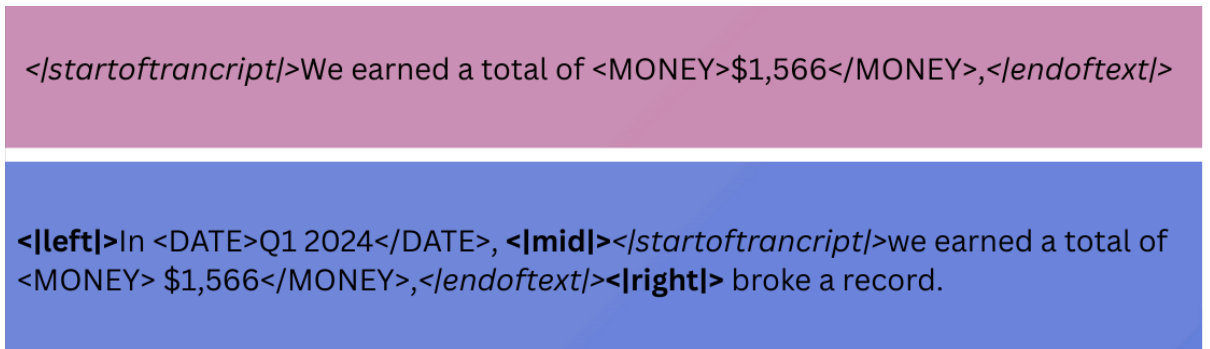 <|startoftrancript|>We earned a total of <MONEY>$1,566</MONEY>,<|endoftext|>
<|left|>In <DATE>Q1 2024</DATE>, <|mid|><|startoftrancript|>we earned a total of
<MONEY> $1,566</MONEY>,<|endoftext|><|right|> broke a record.